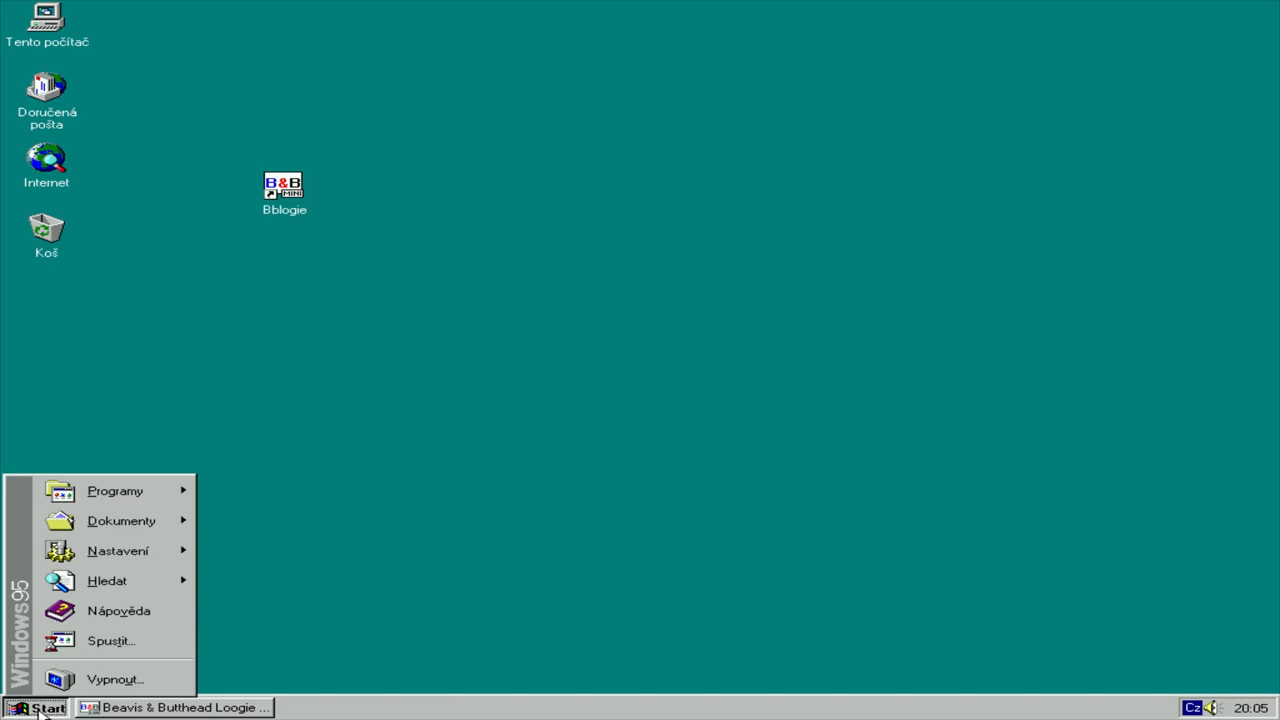 Tento počítač
Doručená
pošta
Internet
Koš
B&B
MINI
Bblogie
Programy
Dokumenty
Nastavení
Hledat
Nápověda
Spustit...
Vypnout...
Windows95
Start
B&B
Beavis & Butthead Loogie ...
Cz
20:05